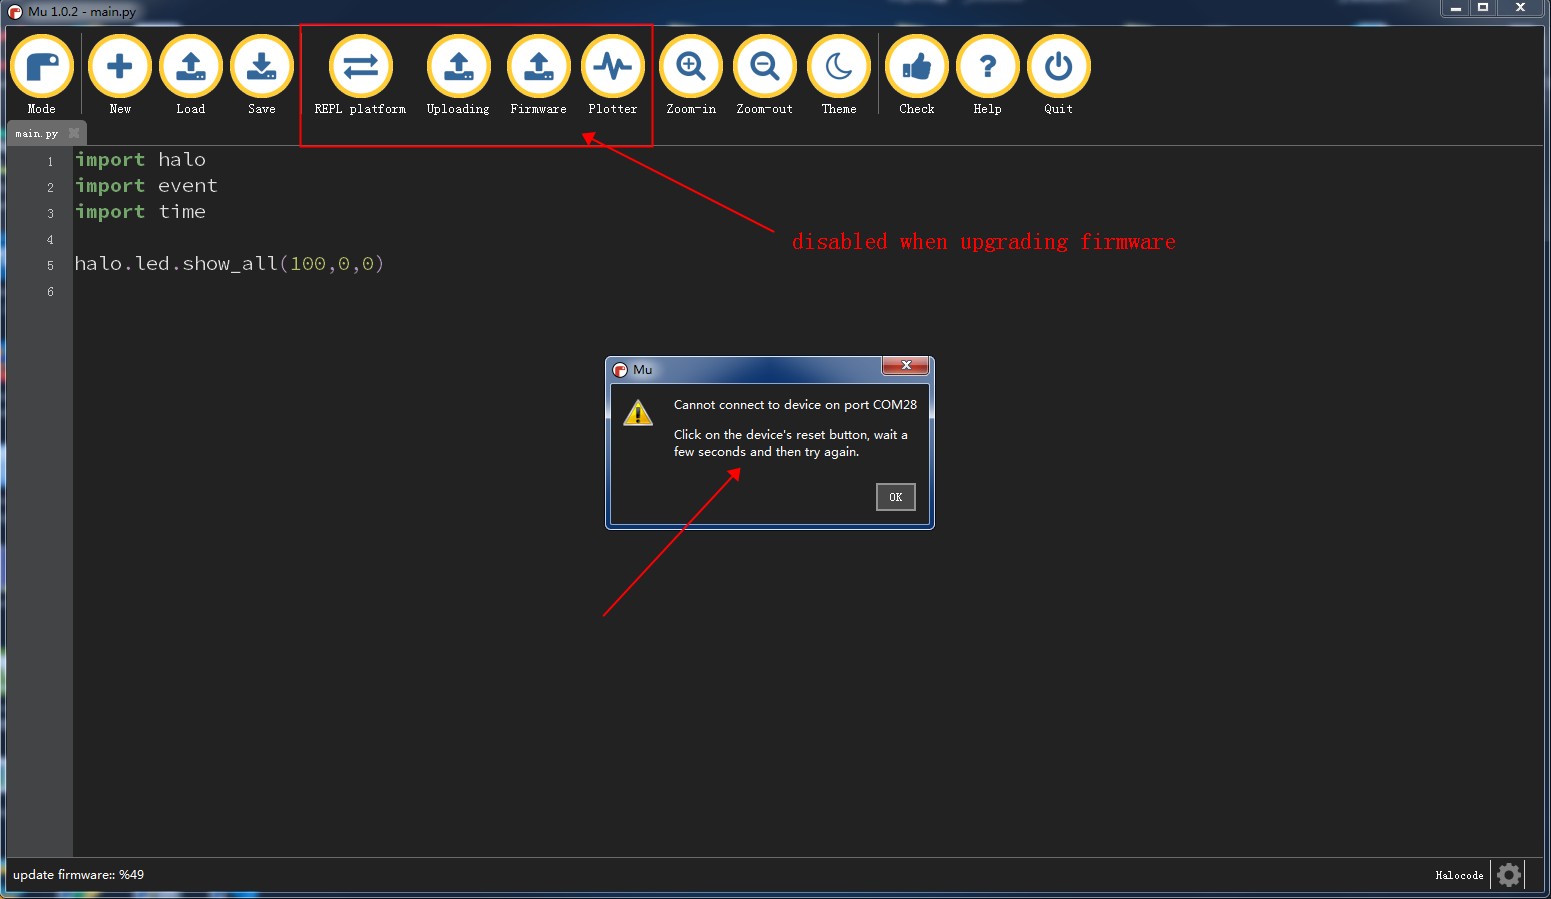 Mu 1.0.2 - main.py
Mode New Load Save REPL platform Uploading Firmware Plotter Zoom-in Zoom-out Theme Check Help Quit
main.py
1 import halo
2 import event
3 import time
4
5 halo.led.show_all(100,0,0)
6
disabled when upgrading firmware
Mu
Cannot connect to device on port COM28
Click on the device's reset button, wait a
few seconds and then try again.
OK
update firmware:: %49
Halocode